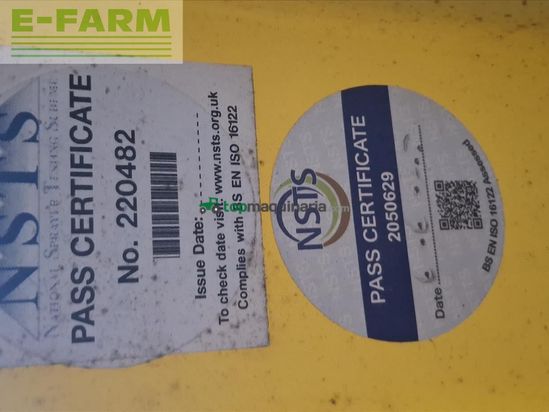 E-FARM
NSTS
NATIONAL SPRAYER TESTING SCHEME
PASS CERTIFICATE
No. 220482
Issue Date:
To check date visit: www.nsts.org.uk
Complies with BS EN ISO 16122
topmaquinaria.com
NSTS
PASS CERTIFICATE
2050629
Date
BS EN ISO 16122 Assessed